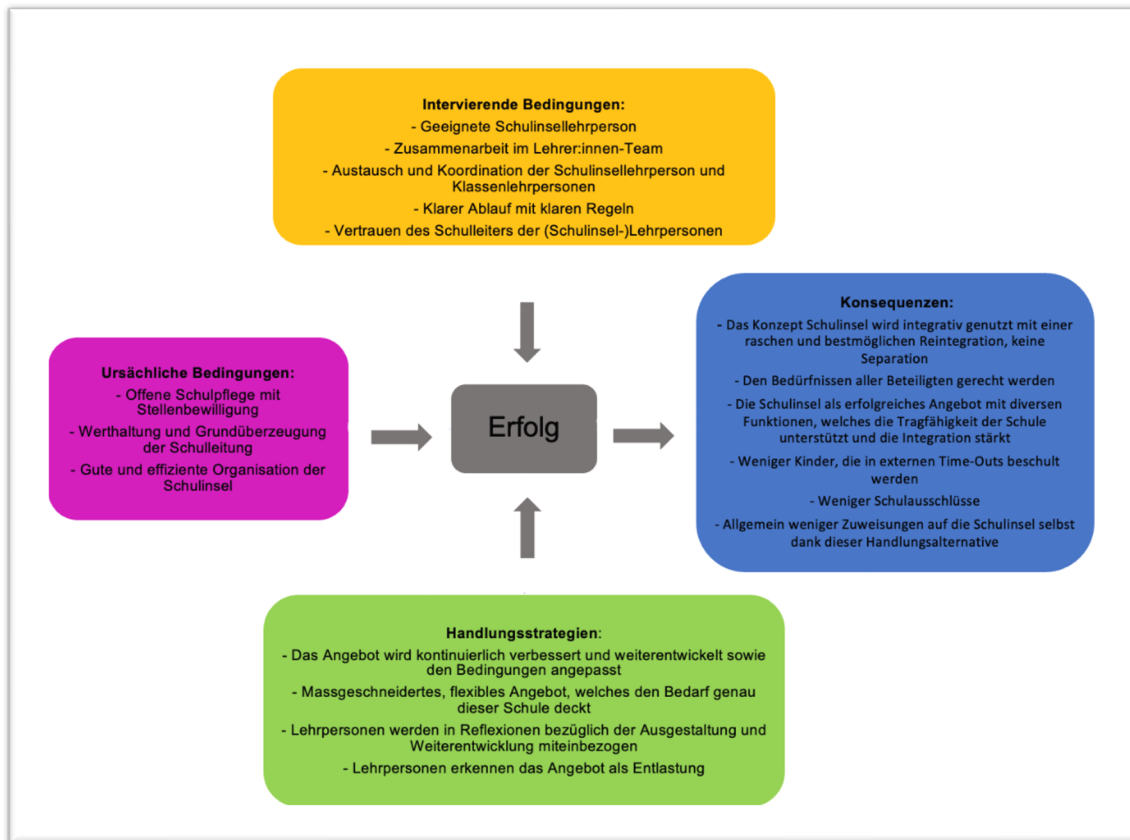 Intervierende Bedingungen:
- Geeignete Schulinsellehrperson
- Zusammenarbeit im Lehrer:innen-Team
- Austausch und Koordination der Schulinsellehrperson und
Klassenlehrpersonen
- Klarer Ablauf mit klaren Regeln
- Vertrauen des Schulleiters der (Schulinsel-)Lehrpersonen
Ursächliche Bedingungen:
- Offene Schulpflege mit
Stellenbewilligung
- Werthaltung und Grundüberzeugung
der Schulleitung
- Gute und effiziente Organisation der
Schulinsel
Erfolg
Konsequenzen:
- Das Konzept Schulinsel wird integrativ genutzt mit einer
raschen und bestmöglichen Reintegration, keine
Separation
- Den Bedürfnissen aller Beteiligten gerecht werden
- Die Schulinsel als erfolgreiches Angebot mit diversen
Funktionen, welches die Tragfähigkeit der Schule
unterstützt und die Integration stärkt
- Weniger Kinder, die in externen Time-Outs beschult
werden
- Weniger Schulausschlüsse
- Allgemein weniger Zuweisungen auf die Schulinsel selbst
dank dieser Handlungsalternative
Handlungsstrategien:
- Das Angebot wird kontinuierlich verbessert und weiterentwickelt sowie
den Bedingungen angepasst
- Massgeschneidertes, flexibles Angebot, welches den Bedarf genau
dieser Schule deckt
- Lehrpersonen werden in Reflexionen bezüglich der Ausgestaltung und
Weiterentwicklung miteinbezogen
- Lehrpersonen erkennen das Angebot als Entlastung